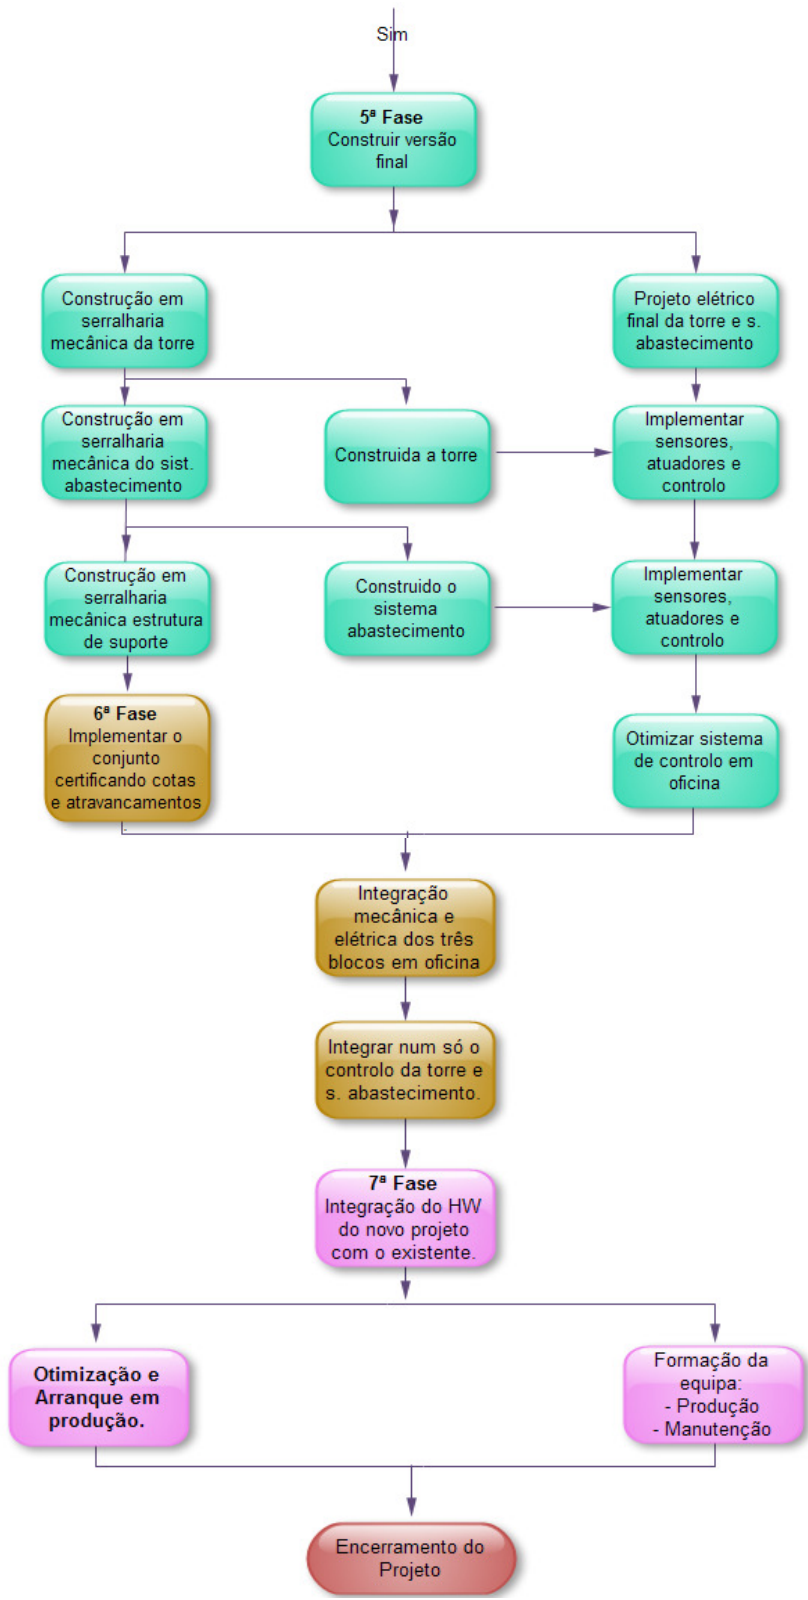 Sim
5ª Fase
Construir versão
final
Construção em
serralharia
mecânica da torre
Projeto elétrico
final da torre e s.
abastecimento
Construção em
serralharia
mecânica do sist.
abastecimento
Construida a torre
Implementar
sensores,
atuadores e
controlo
Construção em
serralharia
mecânica estrutura
de suporte
Construido o
sistema
abastecimento
Implementar
sensores,
atuadores e
controlo
6ª Fase
Implementar o
conjunto
certificando cotas
e atravancamentos
Otimizar sistema
de controlo em
oficina
Integração
mecânica e
elétrica dos três
blocos em oficina
Integrar num só o
controlo da torre e
s. abastecimento.
7ª Fase
Integração do HW
do novo projeto
com o existente.
Otimização e
Arranque em
produção.
Formação da
equipa:
- Produção
- Manutenção
Encerramento do
Projeto